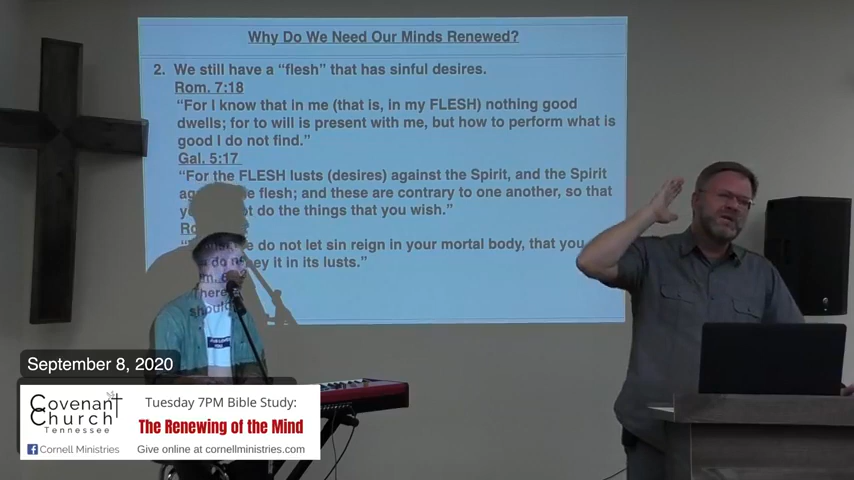 Why Do We Need Our Minds Renewed?
2. We still have a “flesh” that has sinful desires.
Rom. 7:18
“For I know that in me (that is, in my FLESH) nothing good
dwells; for to will is present with me, but how to perform what is
good I do not find.”
Gal. 5:17
“For the FLESH lusts (desires) against the Spirit, and the Spirit
flesh; and these are contrary to one another, so that
do the things that you wish.”
do not let sin reign in your mortal body, that you
it in its lusts.”
September 8, 2020
Covenant
Church
Tennessee
Cornell Ministries
Tuesday 7PM Bible Study:
The Renewing of the Mind
Give online at cornellministries.com